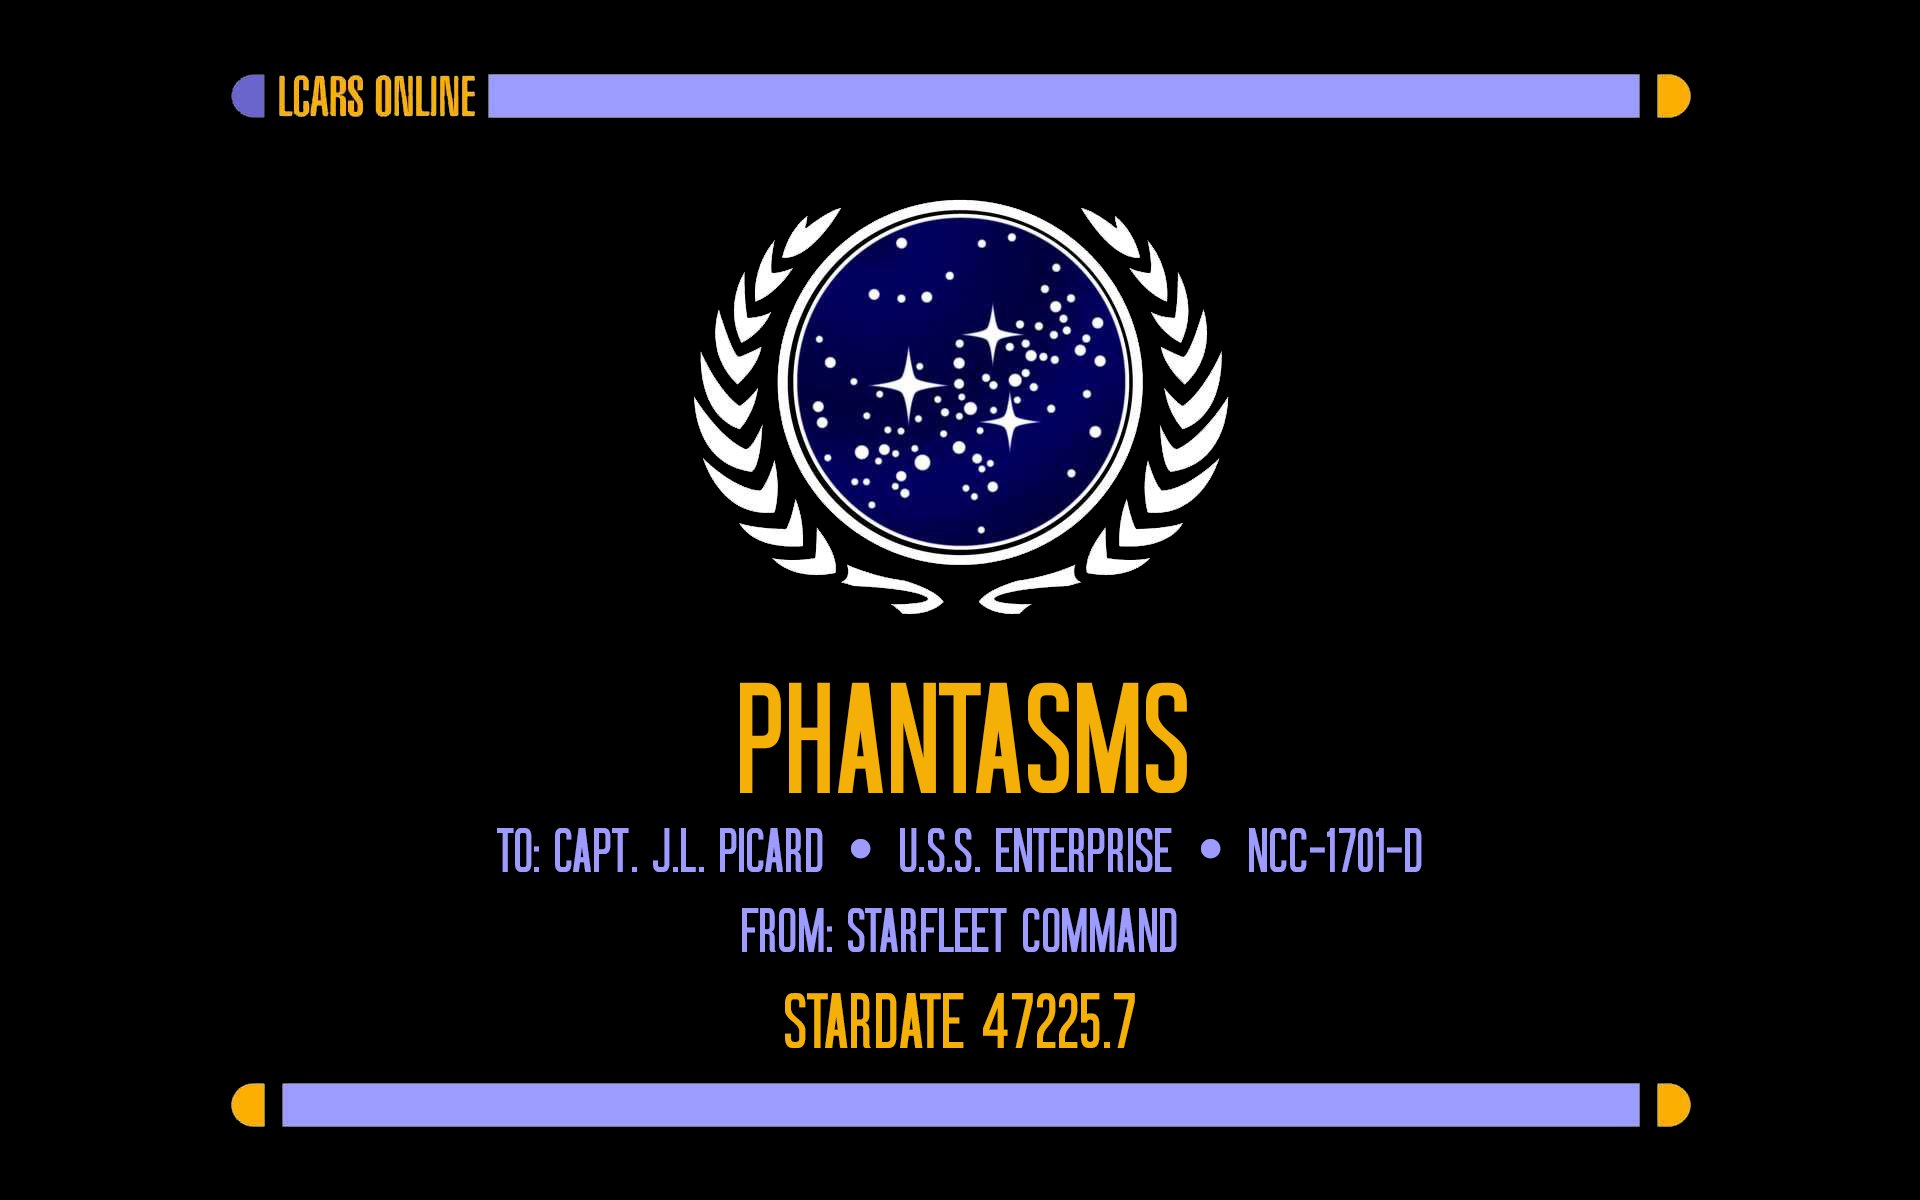 LCARS ONLINE
PHANTASMS
TO: CAPT. J.L. PICARD • U.S.S. ENTERPRISE • NCC-1701-D
FROM: STARFLEET COMMAND
STARDATE 47225.7